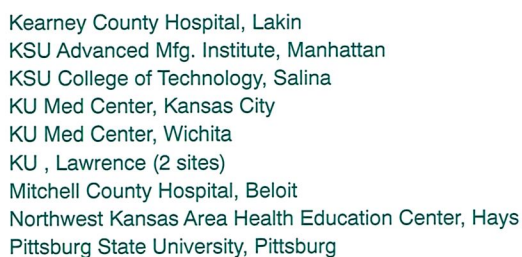 Kearney County Hospital, Lakin
KSU Advanced Mfg. Institute, Manhattan
KSU College of Technology, Salina
KU Med Center, Kansas City
KU Med Center, Wichita
KU , Lawrence (2 sites)
Mitchell County Hospital, Beloit
Northwest Kansas Area Health Education Center, Hays
Pittsburg State University, Pittsburg